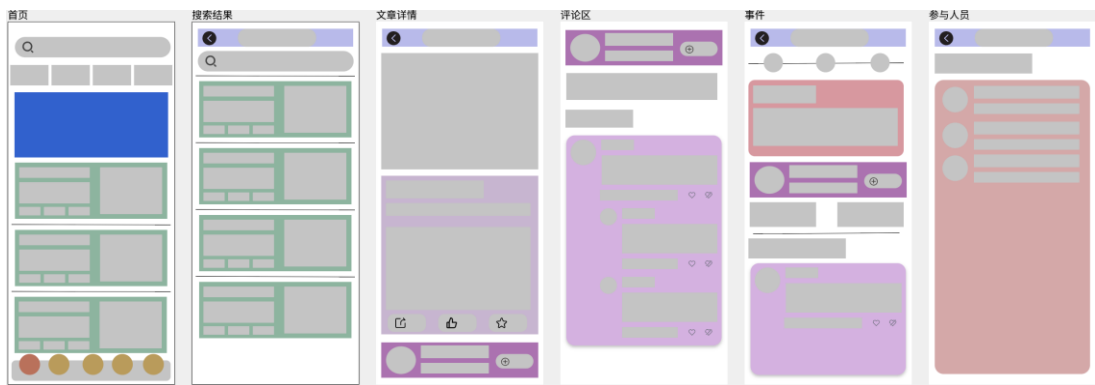 首页
搜索结果
文章详情
评论区
事件
参与人员